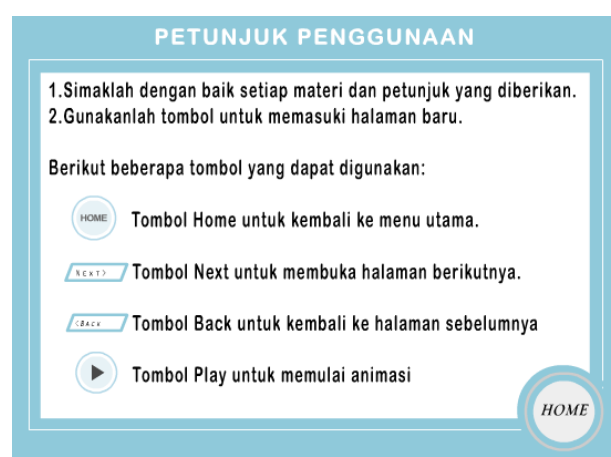 PETUNJUK PENGGUNAAN
1.Simaklah dengan baik setiap materi dan petunjuk yang diberikan.
2.Gunakanlah tombol untuk memasuki halaman baru.
Berikut beberapa tombol yang dapat digunakan:
HOME Tombol Home untuk kembali ke menu utama.
NEXT> Tombol Next untuk membuka halaman berikutnya.
<BACK Tombol Back untuk kembali ke halaman sebelumnya
Tombol Play untuk memulai animasi
HOME